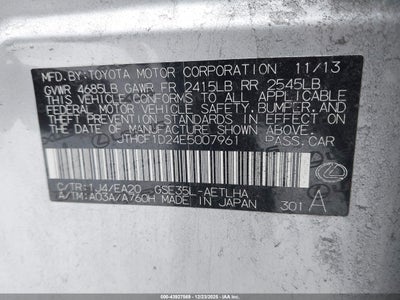 MFD.BY:TOYOTA MOTOR CORPORATION 11/13
GVWR 4685LB GAWR FR 2415LB RR 2545LB
THIS VEHICLE CONFORMS TO ALL APPLICABLE
FEDERAL MOTOR VEHICLE SAFETY,BUMPER,AND
THEFT PREVENTION STANDARDS IN EFFECT ON
THE DATE OF MANUFACTURE SHOWN ABOVE.
JTHCF1D24E5007961 PASS.CAR
C/TR:1J4/EA20 GSE35L-AETLHA
A/TM:A03A/A760H MADE IN JAPAN 301 A
500-43927569 - 12/23/2025 - IAAI.COM